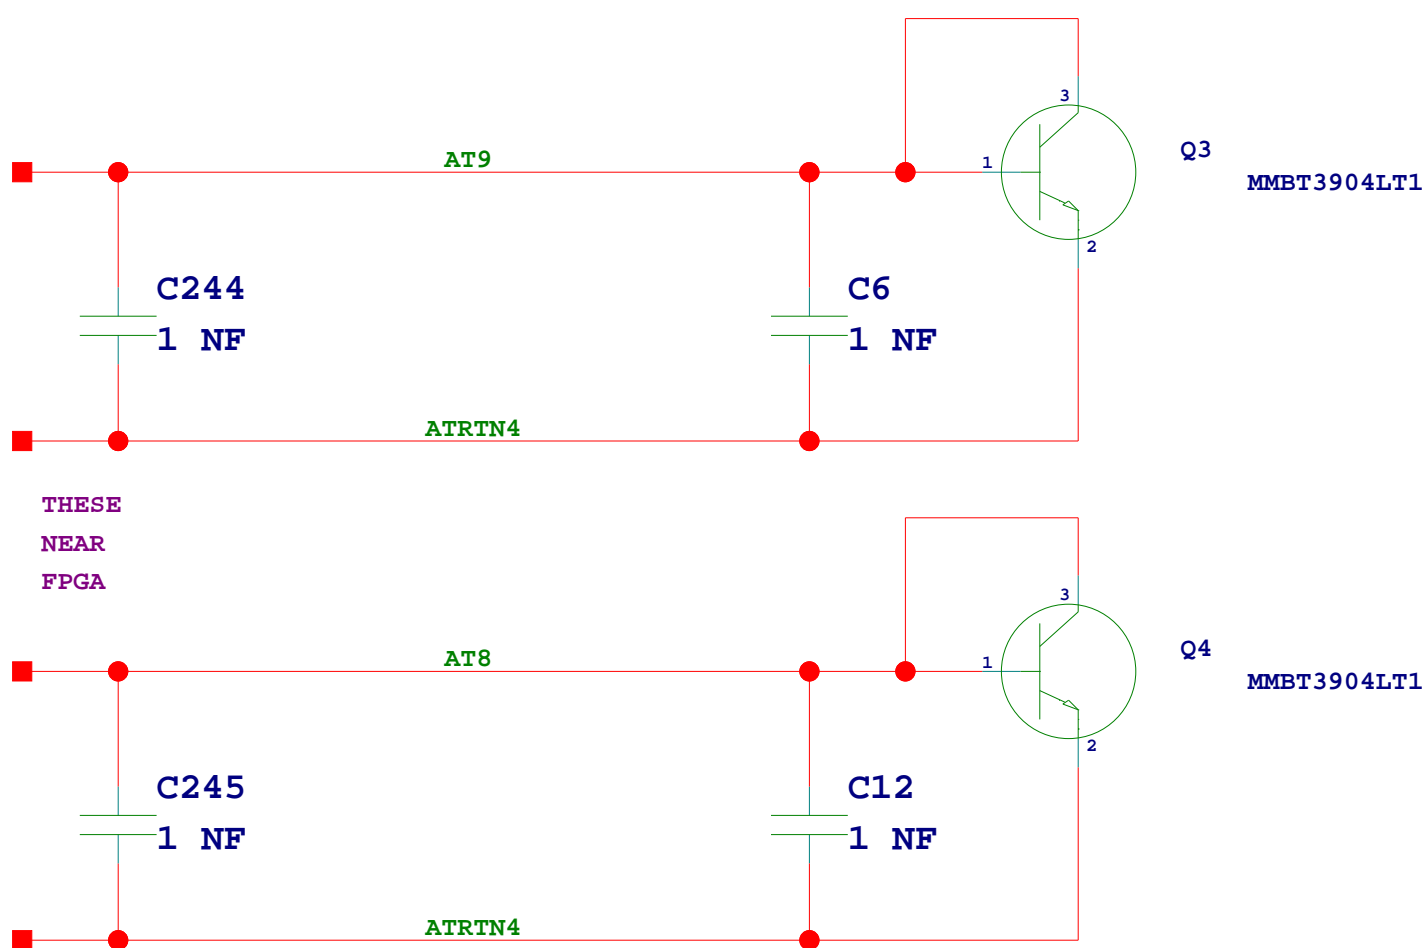 3
AT9
1
Q3
MMBT3904LT1
2
C244
1 NF
C6
1 NF
ATRTN4
THESE
NEAR
FPGA
3
AT8
1
Q4
MMBT3904LT1
2
C245
1 NF
C12
1 NF
ATRTN4